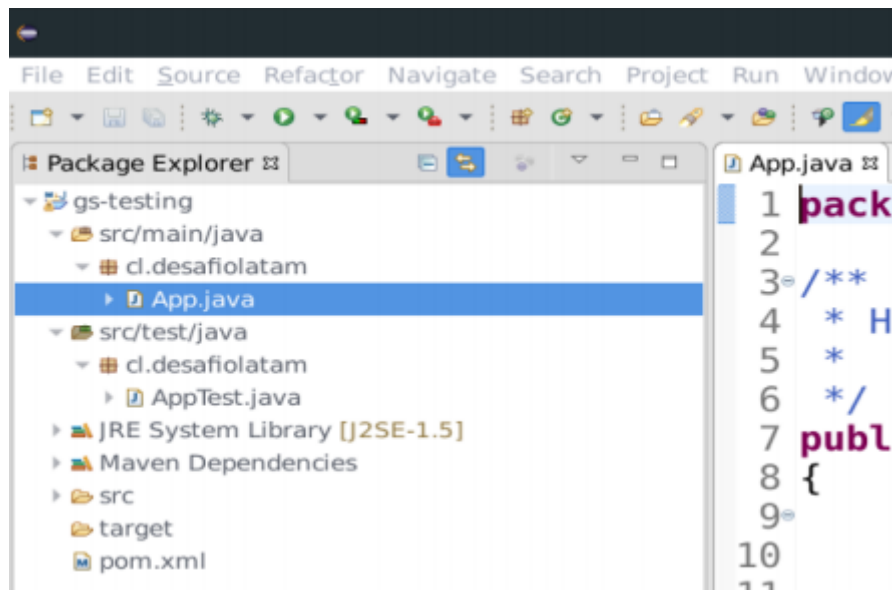 File Edit Source Refactor Navigate Search Project Run Window
Package Explorer
gs-testing
src/main/java
cl.desafiolatam
App.java
src/test/java
cl.desafiolatam
AppTest.java
JRE System Library [J2SE-1.5]
Maven Dependencies
src
target
pom.xml
App.java
1 pack
2
3 /**
4 * H
5 *
6 */
7 publ
8 {
9
10
11